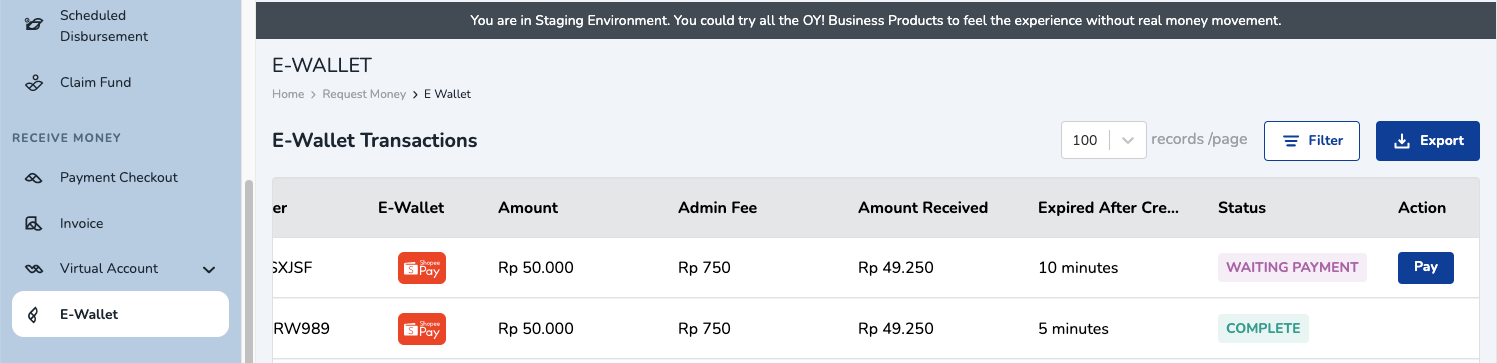 Scheduled
Disbursement
Claim Fund
RECEIVE MONEY
Payment Checkout
Invoice
Virtual Account
E-Wallet
You are in Staging Environment. You could try all the OY! Business Products to feel the experience without real money movement.
E-WALLET
Home > Request Money > E Wallet
E-Wallet Transactions
100 records /page Filter Export
er E-Wallet Amount Admin Fee Amount Received Expired After Cre... Status Action
SXJSF Shopee Pay Rp 50.000 Rp 750 Rp 49.250 10 minutes WAITING PAYMENT Pay
RW989 Shopee Pay Rp 50.000 Rp 750 Rp 49.250 5 minutes COMPLETE